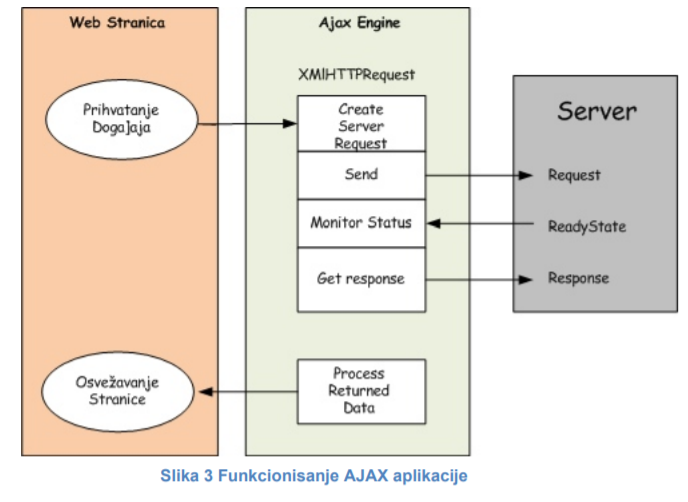 Web Stranica
Ajax Engine
XMlHTTPRequest
Prihvatanje
Doga]aja
Create
Server
Request
Send
Monitor Status
Get response
Server
Request
ReadyState
Response
Osvežavanje
Stranice
Process
Returned
Data
Slika 3 Funkcionisanje AJAX aplikacije